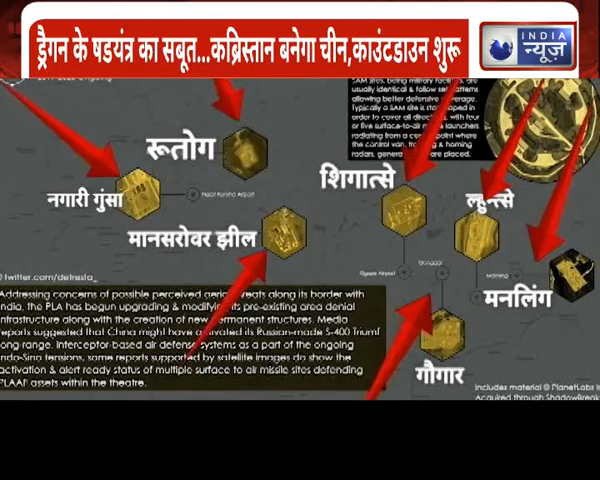 ड्रैगन के षडयंत्र का सबूत...कब्रिस्तान बनेगा चीन,काउंटडाउन शुरू
INDIA
न्यूज़
SAM sites, being military facilities, are
usually identical & follow set patterns
allowing better defensive coverage.
Typically a SAM site is shaped in
order to cover all directions, with four
or five surface-to-air missile launchers
radiating from a central point where
the control van, tracking & homing
radars, generators are placed.
रूतोग
शिगात्से
नगारी गुंसा
Ngari Kunsha Airport
ल्हुन्त्से
मानसरोवर झील
Gonggar
Xigaze Airport
Mainling
मनलिंग
twitter.com/detresfa_
Addressing concerns of possible perceived aerial threats along its border with
India, the PLA has begun upgrading & modifying its pre-existing area denial
infrastructure along with the creation of new permanent structures. Media
reports suggested that China might have activated its Russian-made S-400 Triumf
long-range, interceptor-based air defense systems as a part of the ongoing
Indo-Sino tensions, some reports supported by satellite images do show the
activation & alert ready status of multiple surface to air missile sites defending
PLAAF assets within the theatre.
गौगार
Includes material © PlanetLabs
Acquired through ShadowBreak